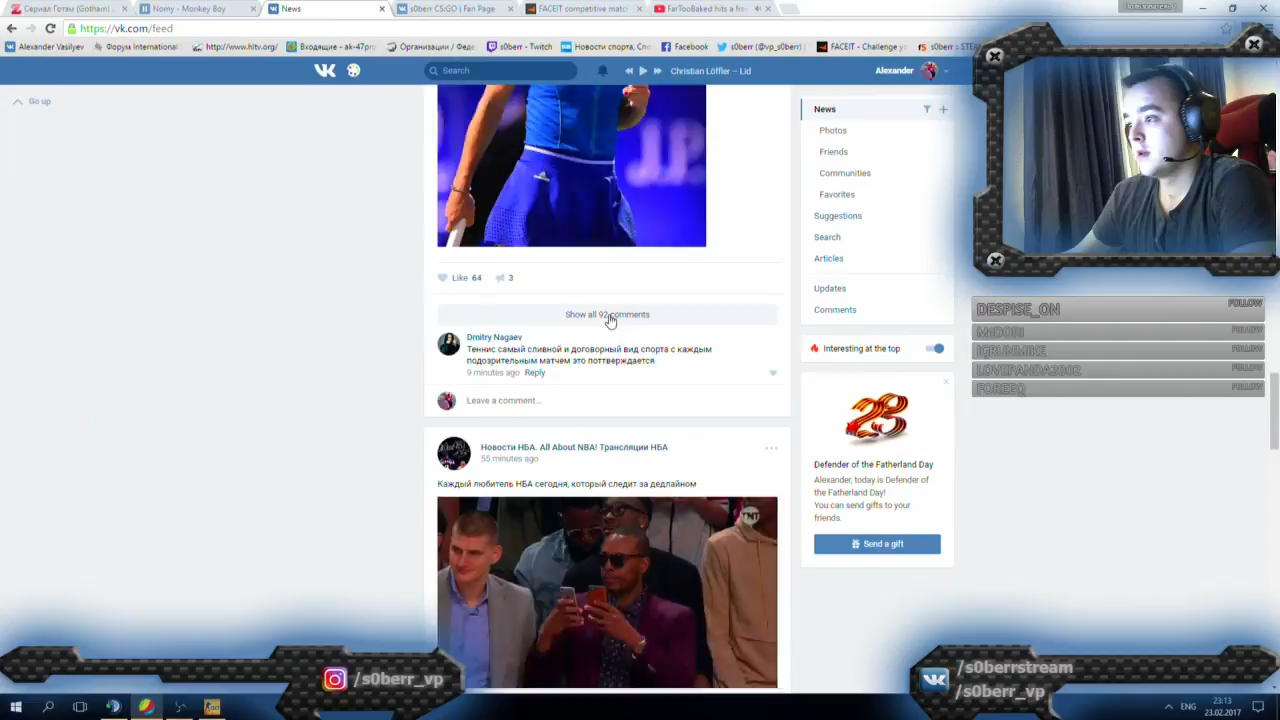 Сериал Готэм (Gotham)
Nomy - Monkey Boy
News
s0berr CS:GO | Fan Page
FACEIT competitive matc
FarTooBaked hits a fre
https://vk.com/feed
Alexander Vasilyev
Форум International
http://www.hltv.org/
Входящие - ak-47pro
Организации / Феде
s0berr - Twitch
Новости спорта, Спо
Facebook
s0berr (@vp_s0berr)
FACEIT - Challenge yo
s0berr :: STEA
Search
Christian Löffler – Lid
Alexander
Go up
News
Photos
Friends
Communities
Favorites
Suggestions
Search
Articles
Updates
Comments
Like 64
3
Show all 92 comments
Dmitry Nagaev
Теннис самый сливной и договорный вид спорта с каждым
подозрительным матчем это поттверждается
9 minutes ago Reply
Leave a comment...
Interesting at the top
23
Defender of the Fatherland Day
Alexander, today is Defender of
the Fatherland Day!
You can send gifts to your
friends.
Send a gift
Новости НБА. All About NBA! Трансляции НБА
55 minutes ago
Каждый любитель НБА сегодня, который следит за дедлайном
TNT
DESPISE_ON FOLLOW
FOLLOW
FOLLOW
LOVEPANDA2002 FOLLOW
FOLLOW
/s0berr_vp
/s0berrstream
/s0berr_vp
ENG
23:13
23.02.2017